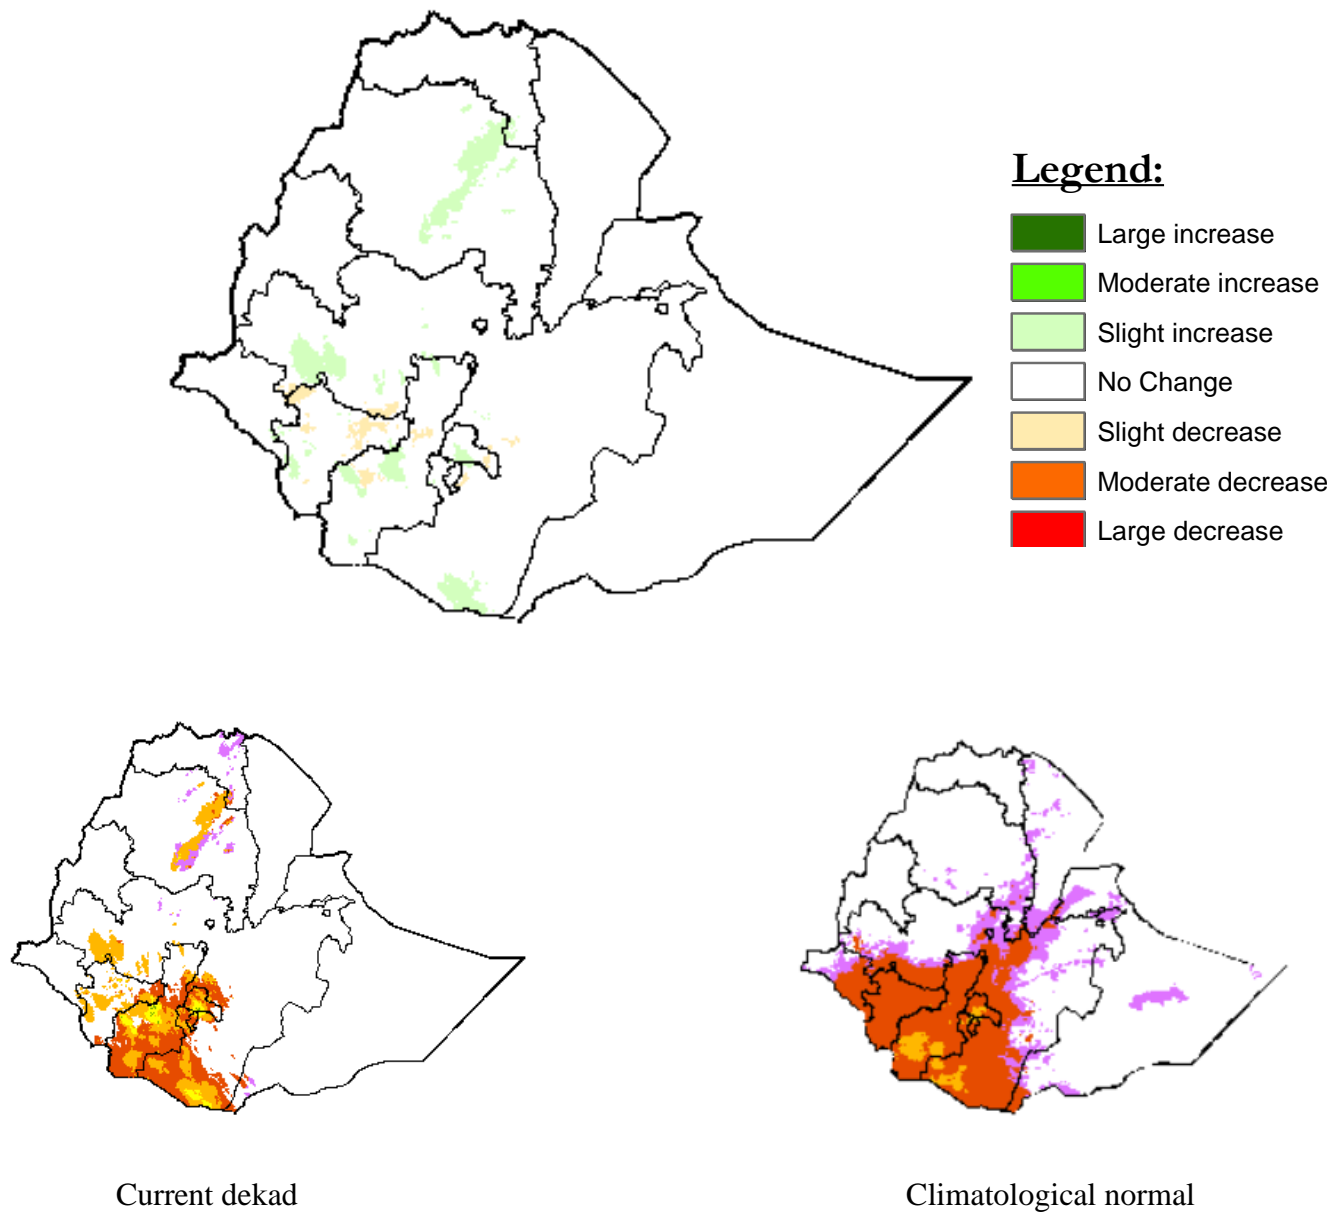 Legend:
Large increase
Moderate increase
Slight increase
No Change
Slight decrease
Moderate decrease
Large decrease
Current dekad
Climatological normal